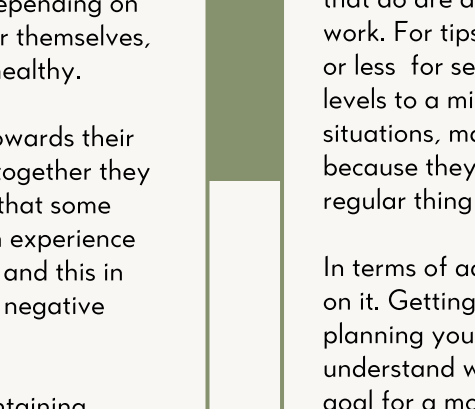 epending on
r themselves,
ealthy.
owards their
together they
that some
experience
and this in
negative
ntaining
that do are a
work. For tips
or less for se
levels to a mi
situations, ma
because they
regular thing
In terms of ac
on it. Getting
planning you
understand w
goal for a mo